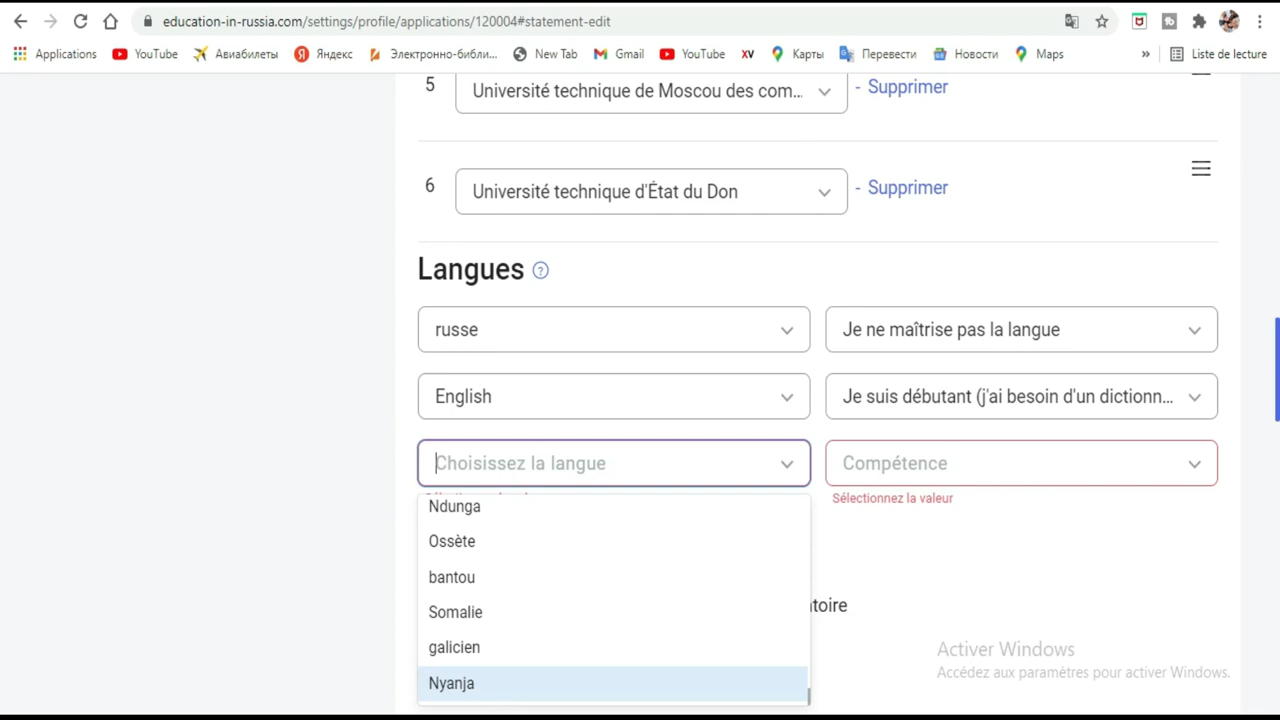 education-in-russia.com/settings/profile/applications/120004#statement-edit
Applications YouTube Авиабилеты Яндекс Электронно-библи... New Tab Gmail YouTube XV Карты Перевести Новости Maps » Liste de lecture
5 Université technique de Moscou des com... - Supprimer
6 Université technique d'État du Don - Supprimer
Langues ?
russe Je ne maîtrise pas la langue
English Je suis débutant (j'ai besoin d'un dictionn...
Choisissez la langue Compétence
Sélectionnez la valeur
Ndunga
Ossète
bantou
Somalie
galicien
Nyanja
toire
Activer Windows
Accédez aux paramètres pour activer Windows.